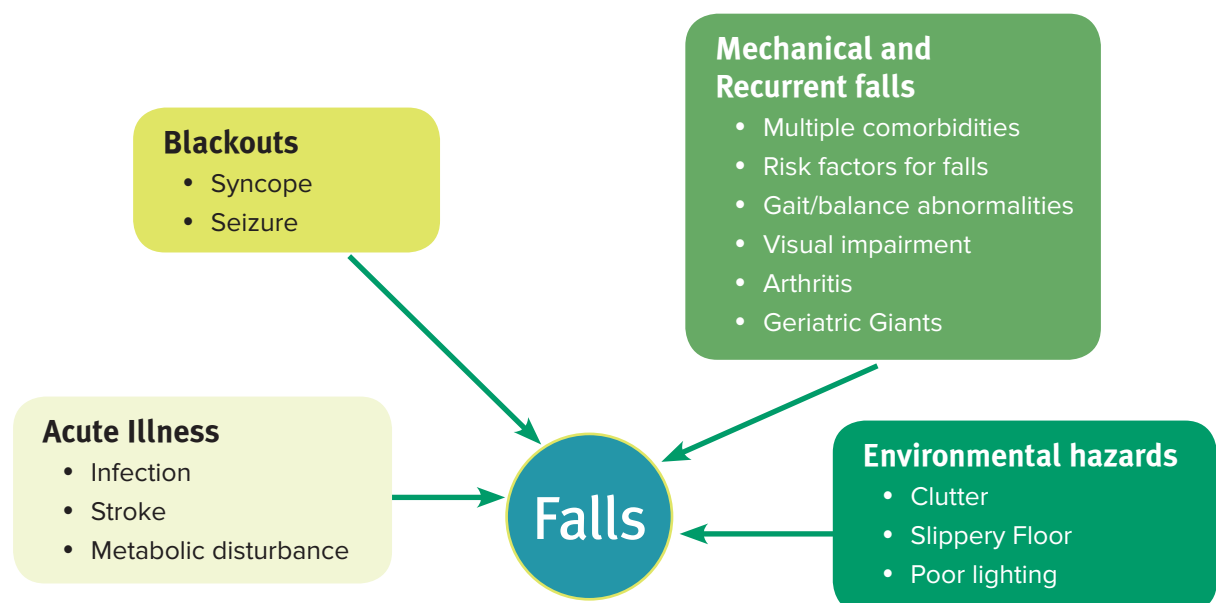 Blackouts
• Syncope
• Seizure
Mechanical and
Recurrent falls
• Multiple comorbidities
• Risk factors for falls
• Gait/balance abnormalities
• Visual impairment
• Arthritis
• Geriatric Giants
Acute Illness
• Infection
• Stroke
• Metabolic disturbance
Falls
Environmental hazards
• Clutter
• Slippery Floor
• Poor lighting